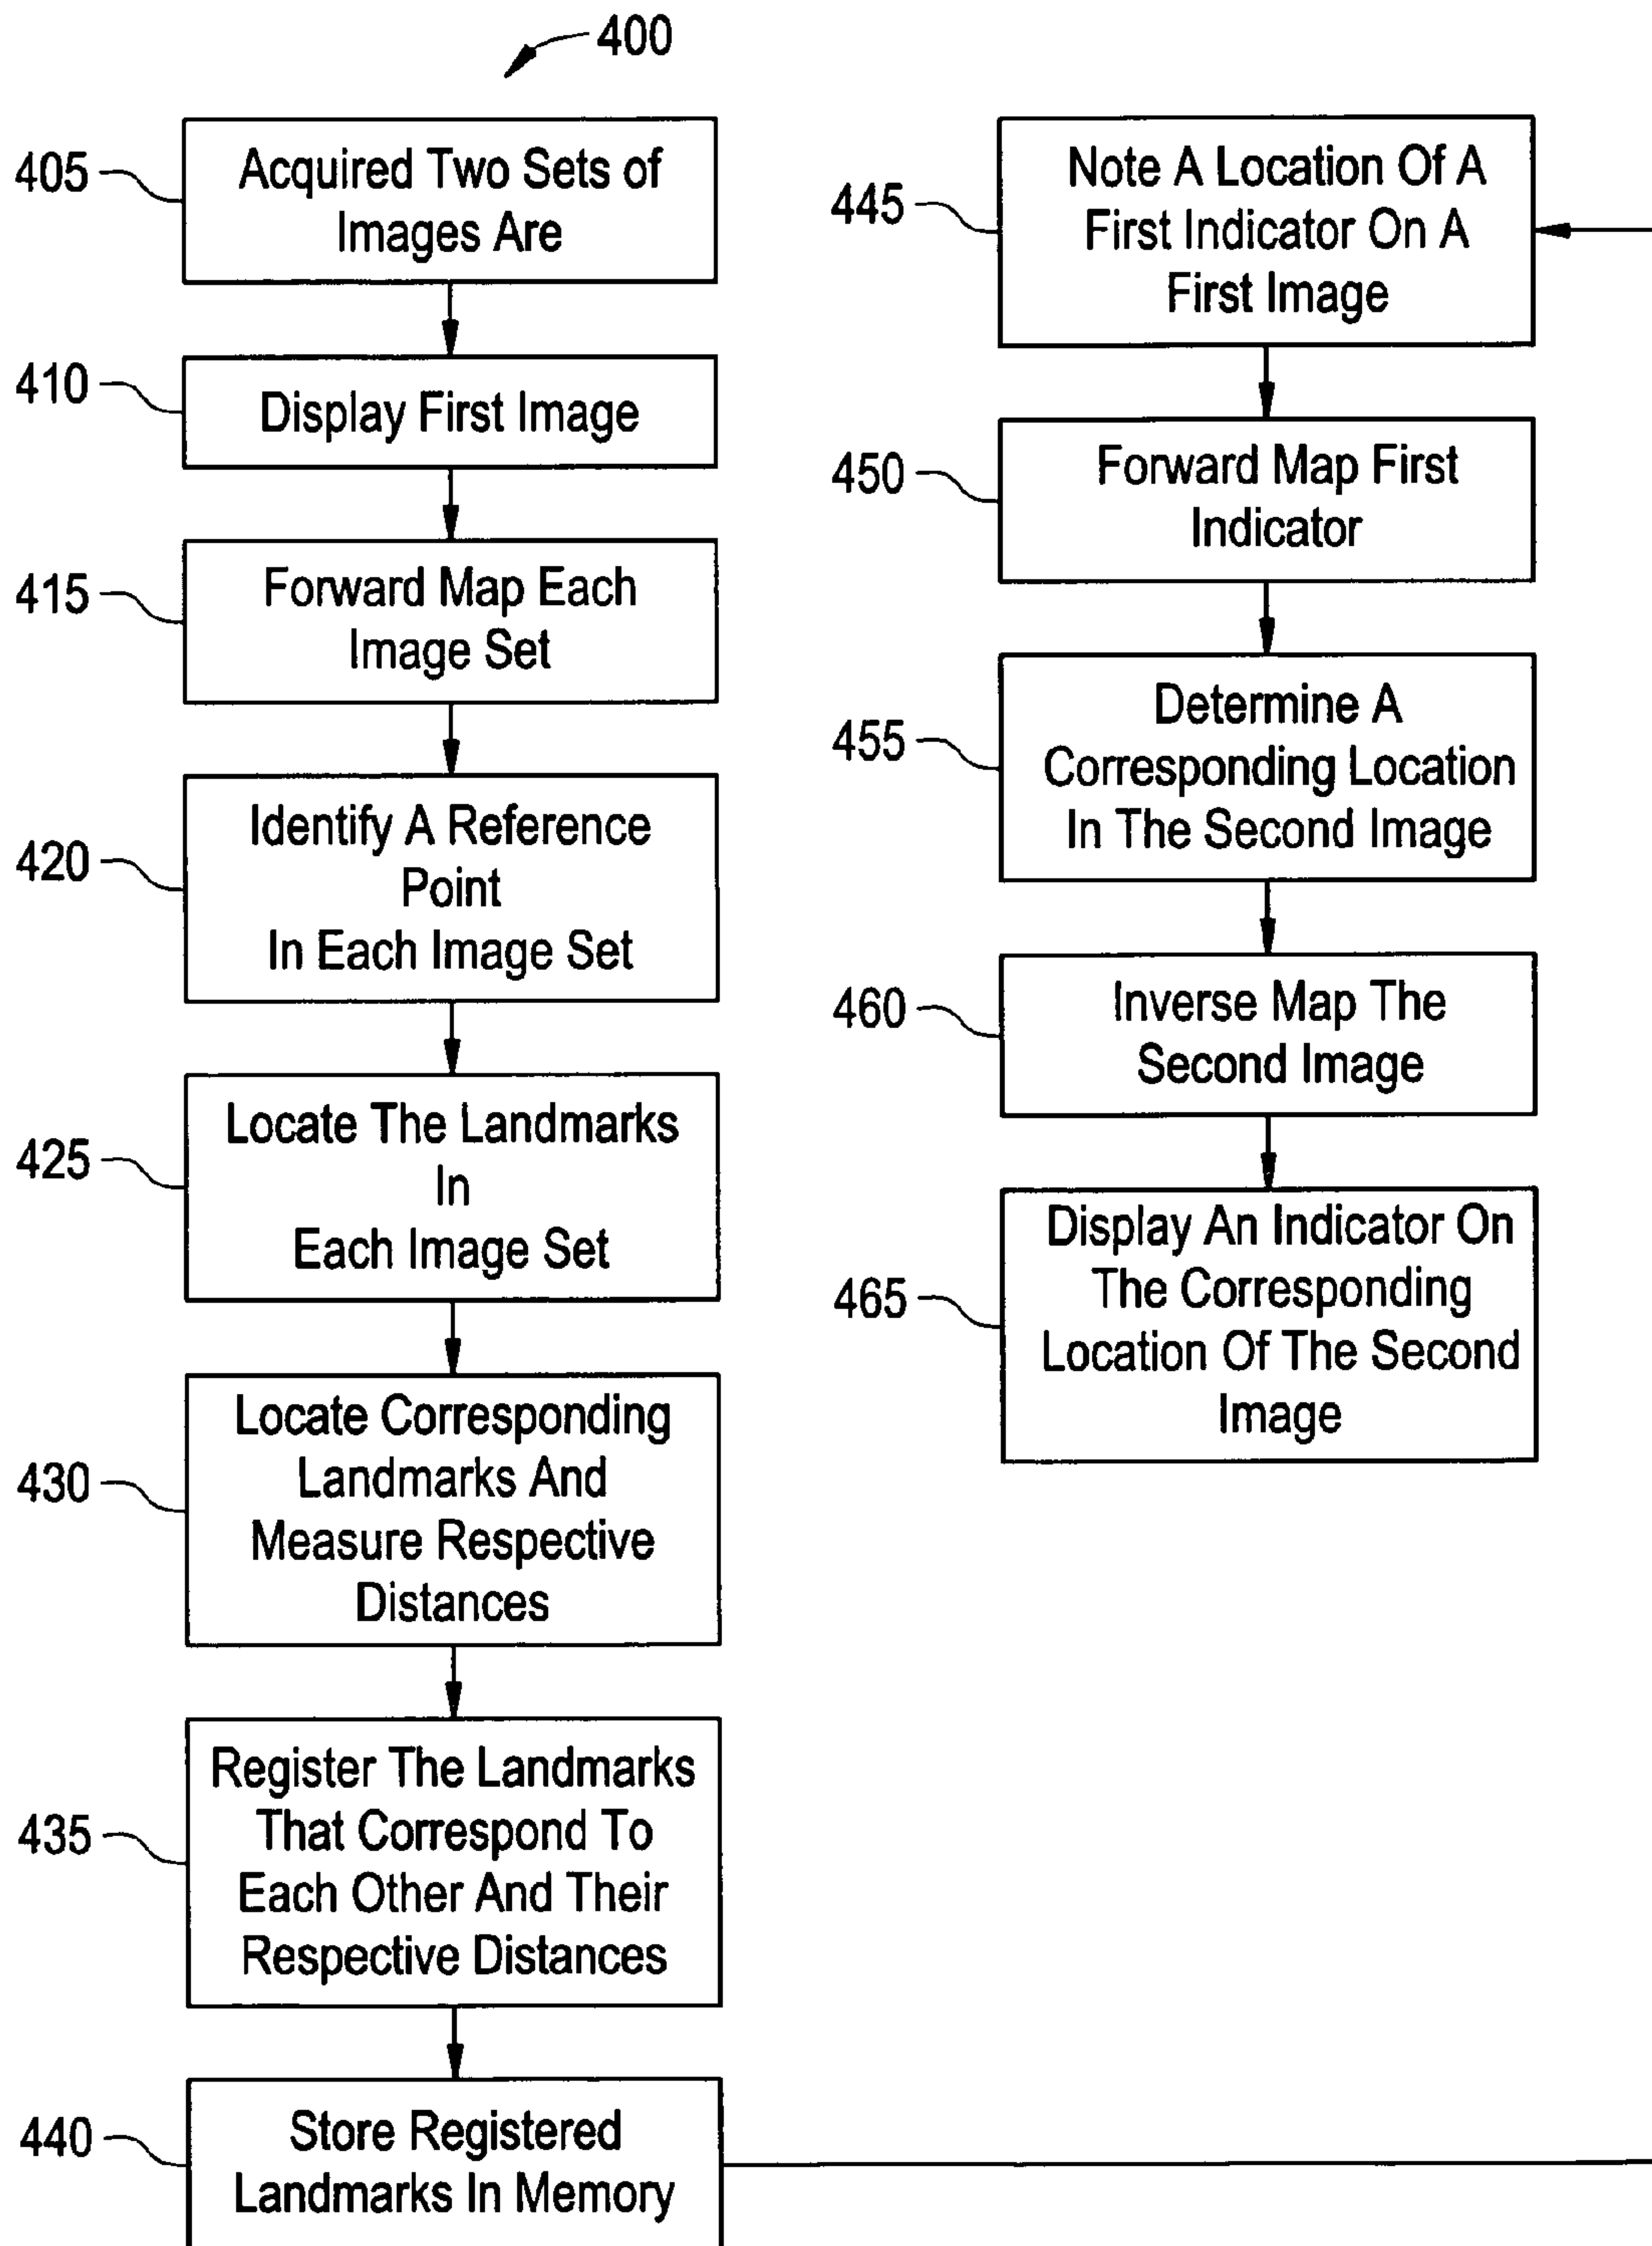 400
405
Acquired Two Sets of
Images Are
410
Display First Image
415
Forward Map Each
Image Set
420
Identify A Reference
Point
In Each Image Set
425
Locate The Landmarks
In
Each Image Set
430
Locate Corresponding
Landmarks And
Measure Respective
Distances
435
Register The Landmarks
That Correspond To
Each Other And Their
Respective Distances
440
Store Registered
Landmarks In Memory
445
Note A Location Of A
First Indicator On A
First Image
450
Forward Map First
Indicator
455
Determine A
Corresponding Location
In The Second Image
460
Inverse Map The
Second Image
465
Display An Indicator On
The Corresponding
Location Of The Second
Image